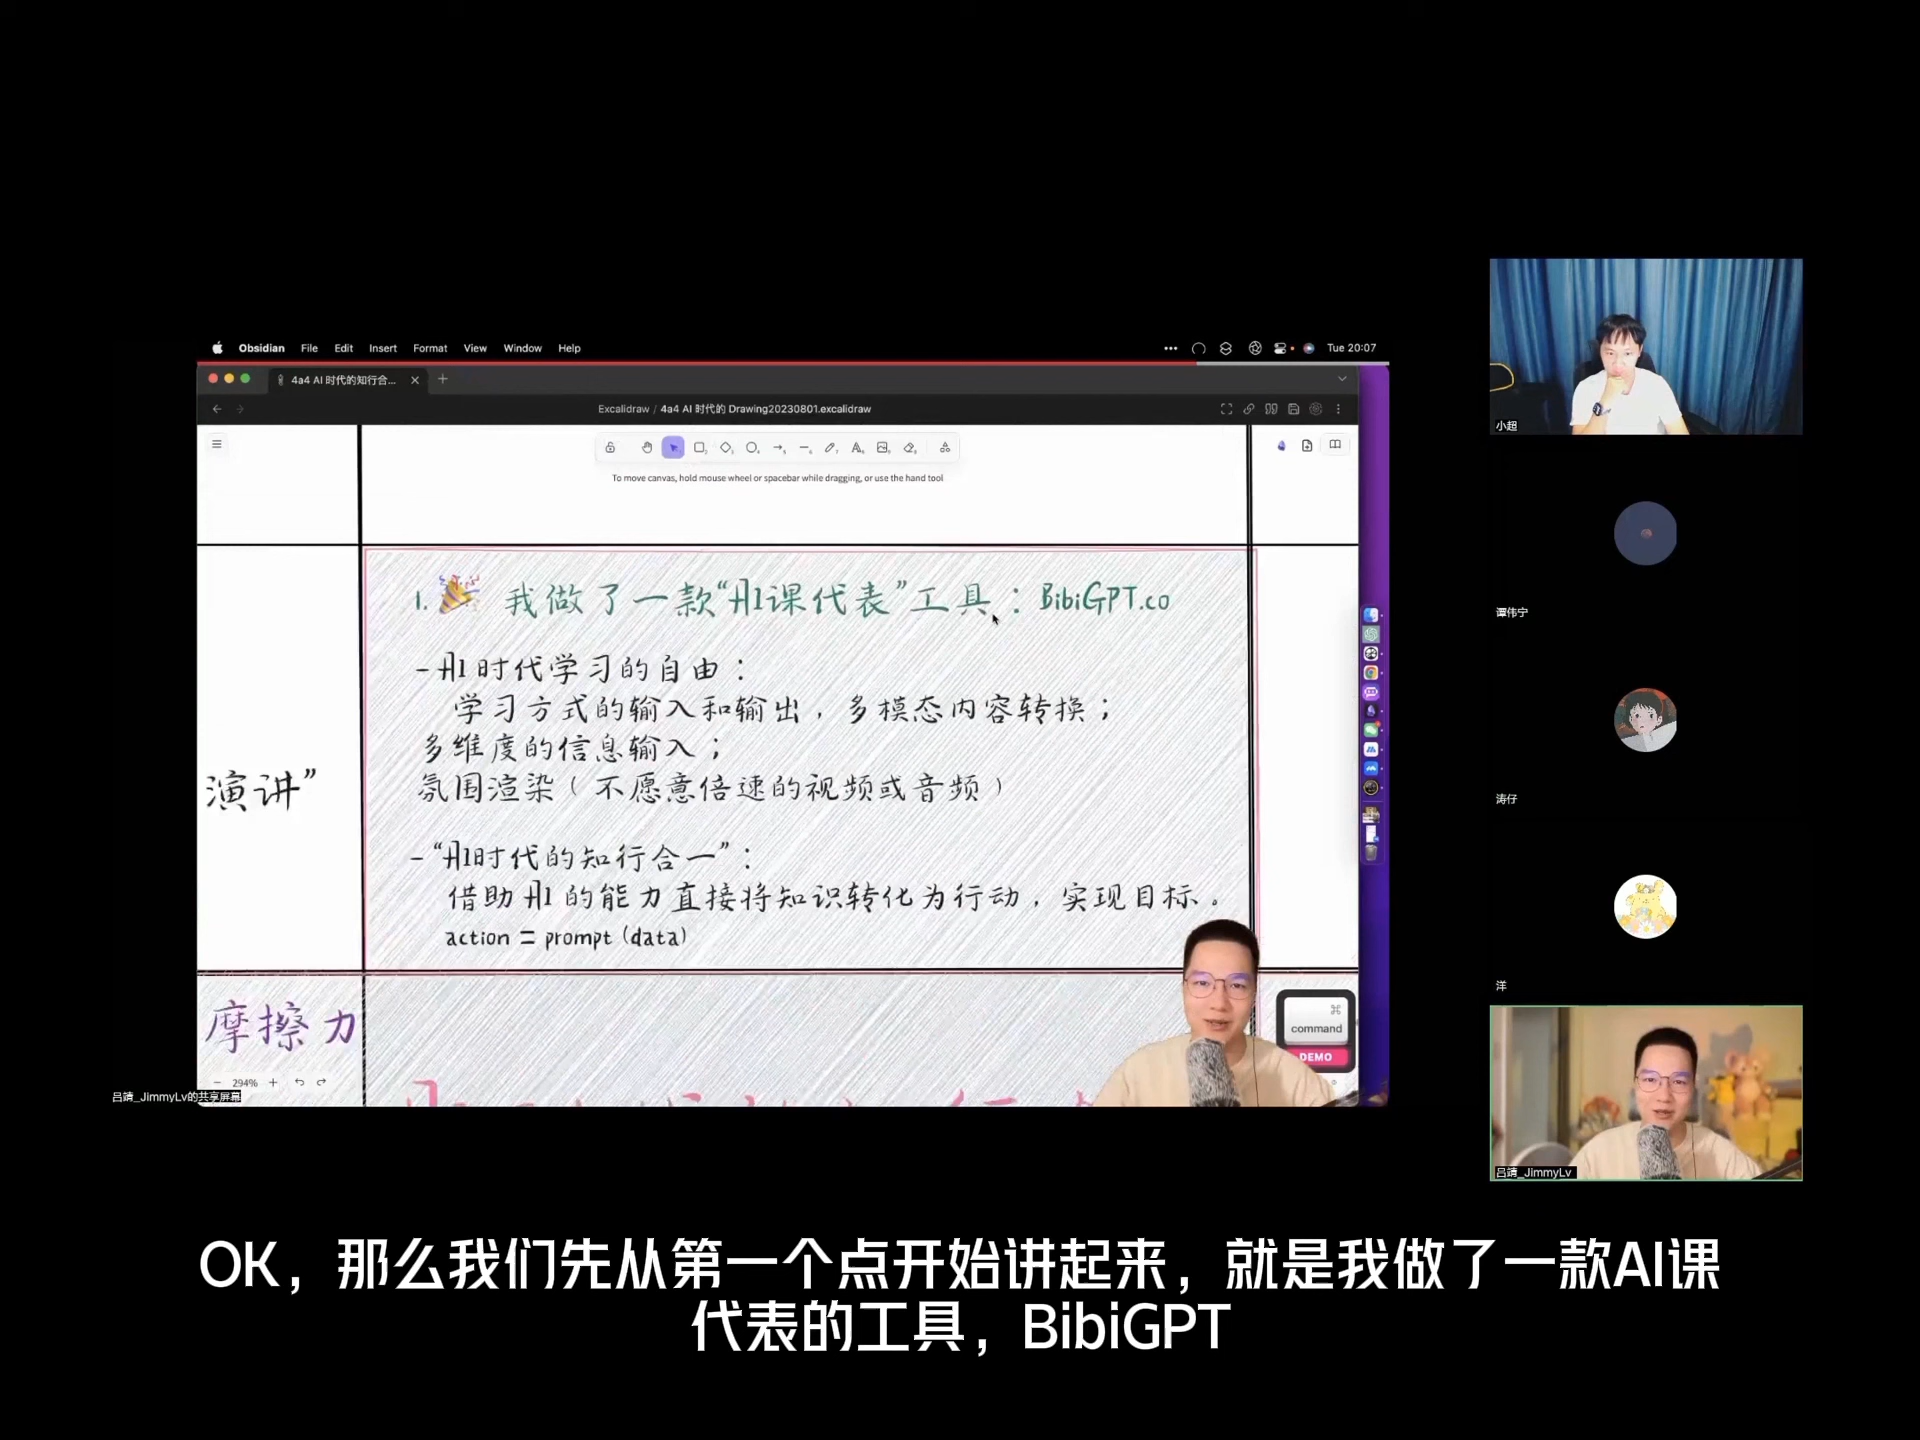 Obsidian File Edit Insert Format View Window Help
Tue 20:07
4a4 AI 时代的知行合...
Excalidraw / 4a4 AI 时代的 Drawing20230801.excalidraw
To move canvas, hold mouse wheel or spacebar while dragging, or use the hand tool
1. 🎉 我做了一款“AI课代表”工具：BibiGPT.co
- AI 时代学习的自由：
学习方式的输入和输出，多模态内容转换；
多维度的信息输入；
氛围渲染（不愿意倍速的视频或音频）
演讲”
- “AI时代的知行合一”：
借助 AI 的能力直接将知识转化为行动，实现目标。
action = prompt (data)
摩擦力
⌘
command
DEMO
294%
吕靖_JimmyLv的共享屏幕
小超
谭伟宁
涛仔
洋
吕靖_JimmyLv
OK，那么我们先从第一个点开始讲起来，就是我做了一款AI课
代表的工具，BibiGPT